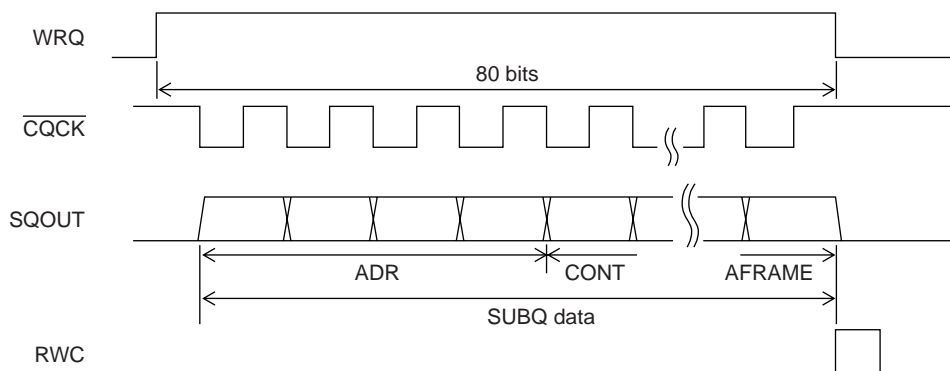 WRQ
80 bits
CQCK
SQOUT
ADR CONT AFRAME
SUBQ data
RWC